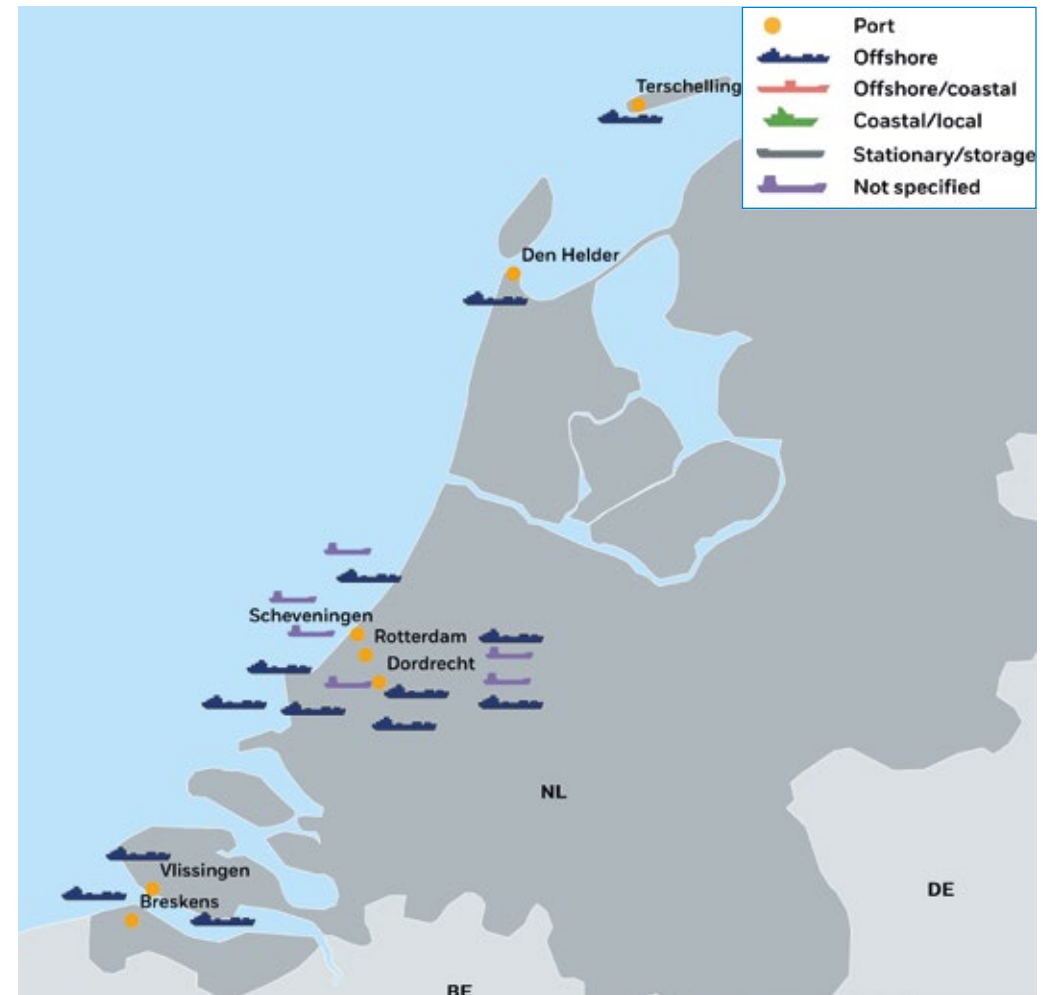 Port
Offshore
Terschelling
Offshore/coastal
Coastal/local
Stationary/storage
Not specified
Den Helder
Scheveningen
Rotterdam
Dordrecht
NL
Vlissingen
DE
Breskens
BE